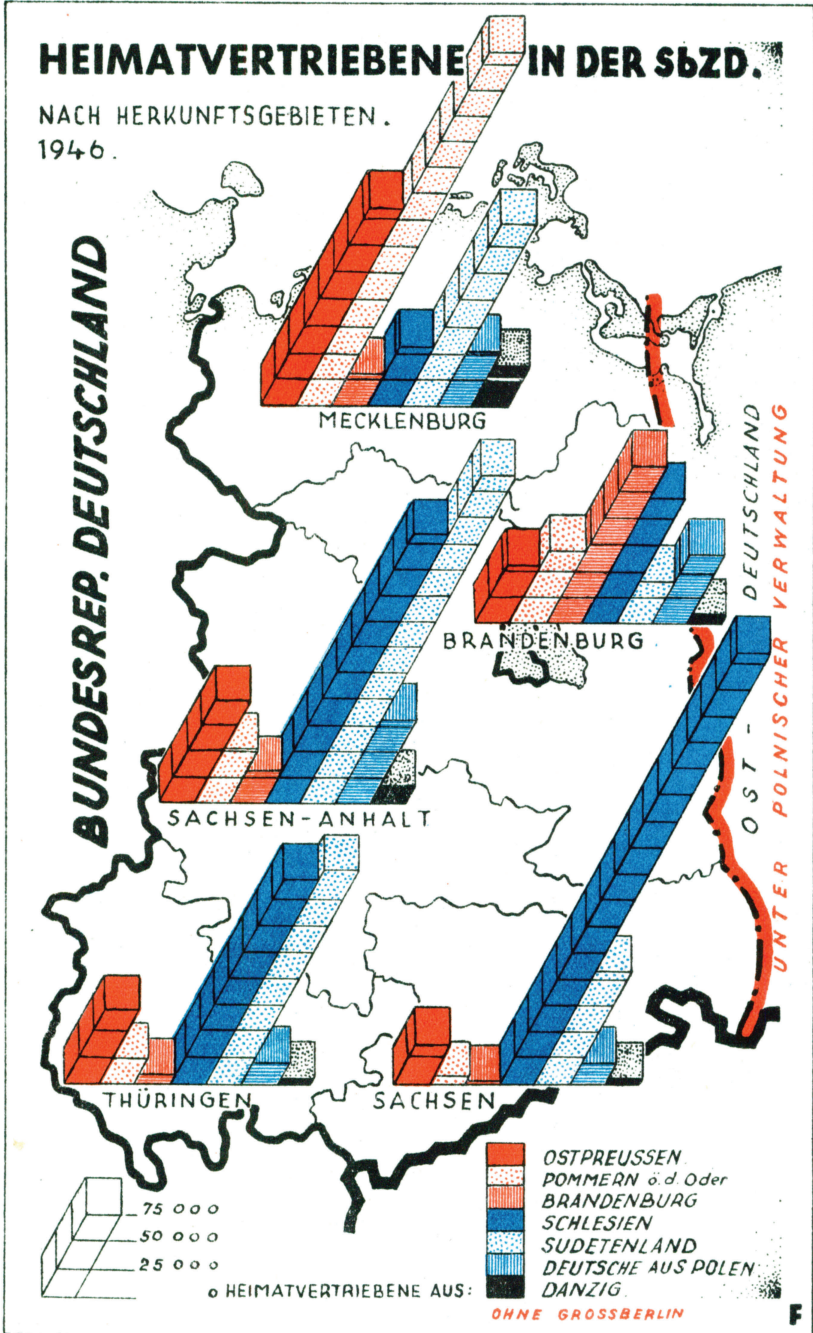 HEIMATVERTRIEBENE IN DER SbZD.
NACH HERKUNFTSGEBIETEN.
1946.
BUNDESREP. DEUTSCHLAND
MECKLENBURG
BRANDENBURG
OST- DEUTSCHLAND
UNTER POLNISCHER VERWALTUNG
SACHSEN-ANHALT
THÜRINGEN
SACHSEN
75 000
50 000
25 000
0 HEIMATVERTRIEBENE AUS:
OSTPREUSSEN
POMMERN ö.d. Oder
BRANDENBURG
SCHLESIEN
SUDETENLAND
DEUTSCHE AUS POLEN
DANZIG
OHNE GROSSBERLIN
F